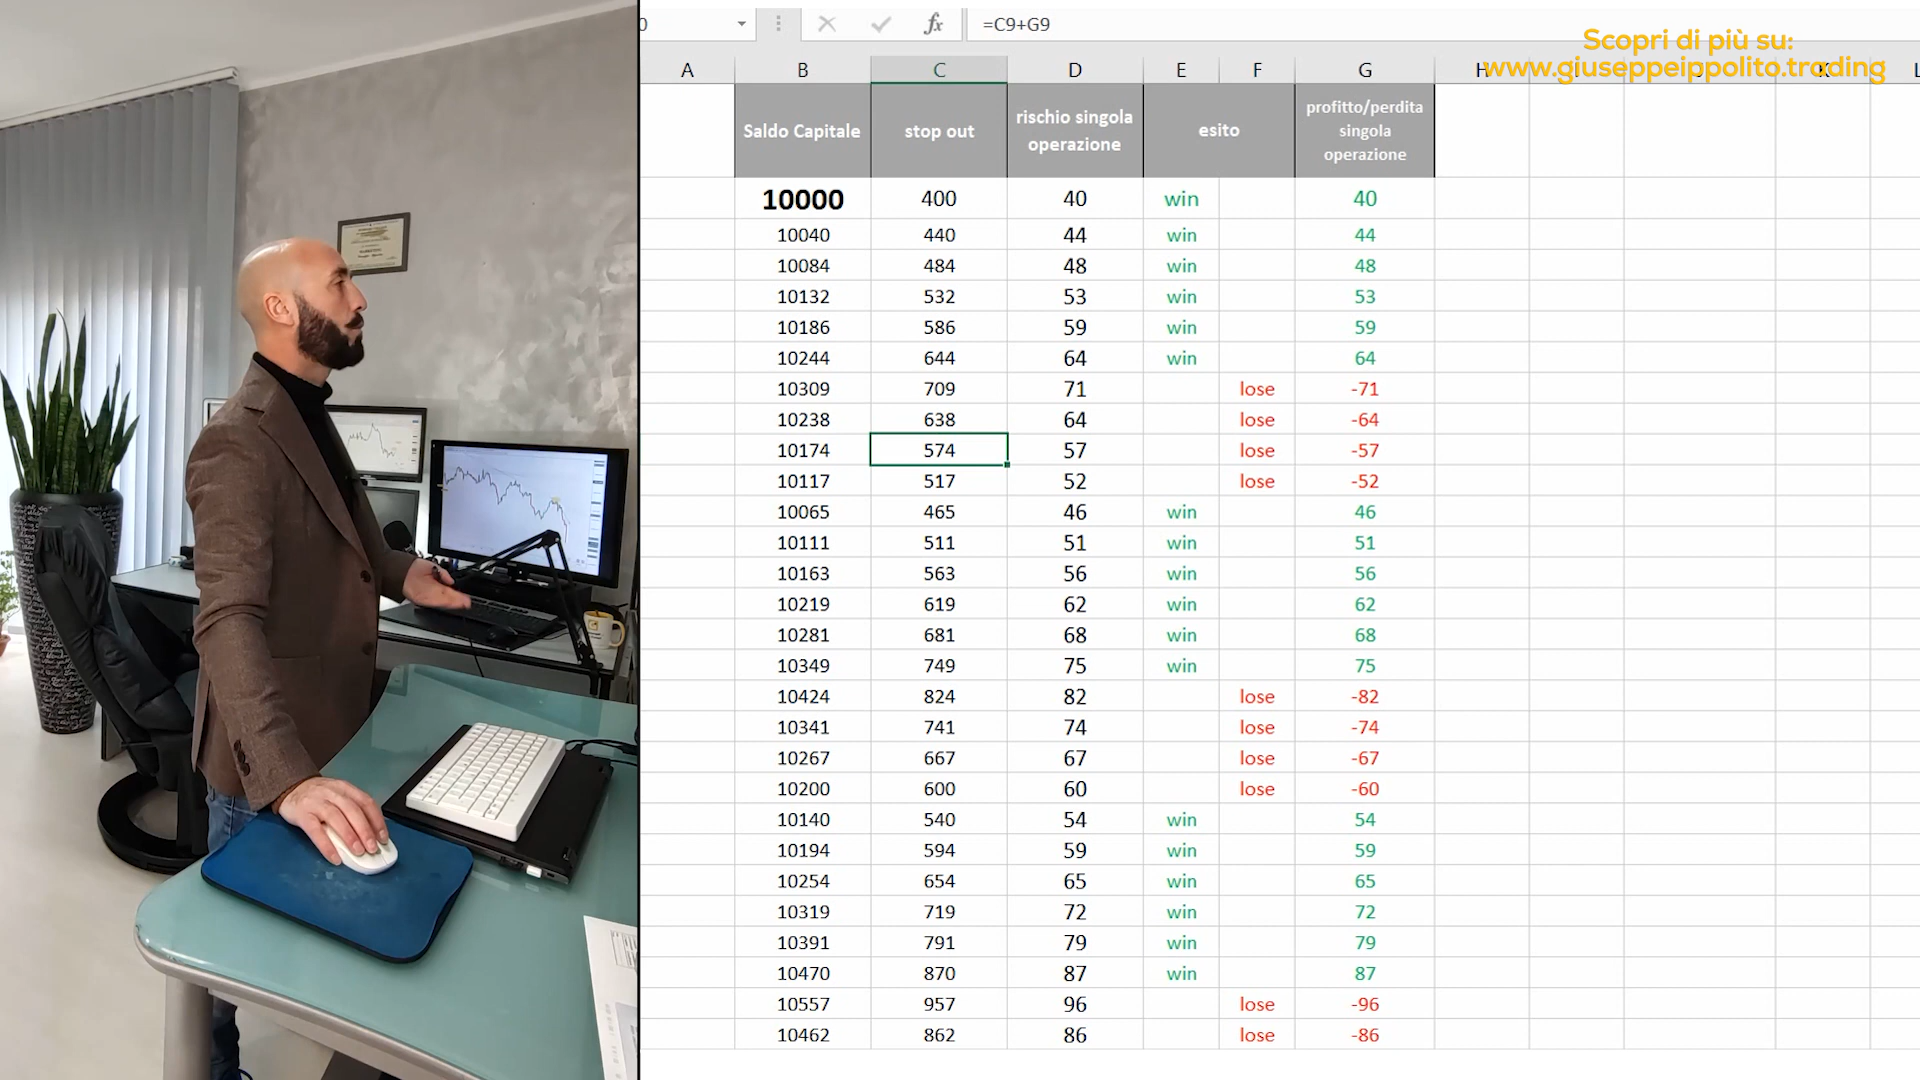 0
fx
=C9+G9
Scopri di più su:
www.giuseppeippolito.trading
A B C D E F G H I J K L
Saldo Capitale stop out rischio singola operazione esito profitto/perdita singola operazione
10000 400 40 win 40
10040 440 44 win 44
10084 484 48 win 48
10132 532 53 win 53
10186 586 59 win 59
10244 644 64 win 64
10309 709 71 lose -71
10238 638 64 lose -64
10174 574 57 lose -57
10117 517 52 lose -52
10065 465 46 win 46
10111 511 51 win 51
10163 563 56 win 56
10219 619 62 win 62
10281 681 68 win 68
10349 749 75 win 75
10424 824 82 lose -82
10341 741 74 lose -74
10267 667 67 lose -67
10200 600 60 lose -60
10140 540 54 win 54
10194 594 59 win 59
10254 654 65 win 65
10319 719 72 win 72
10391 791 79 win 79
10470 870 87 win 87
10557 957 96 lose -96
10462 862 86 lose -86